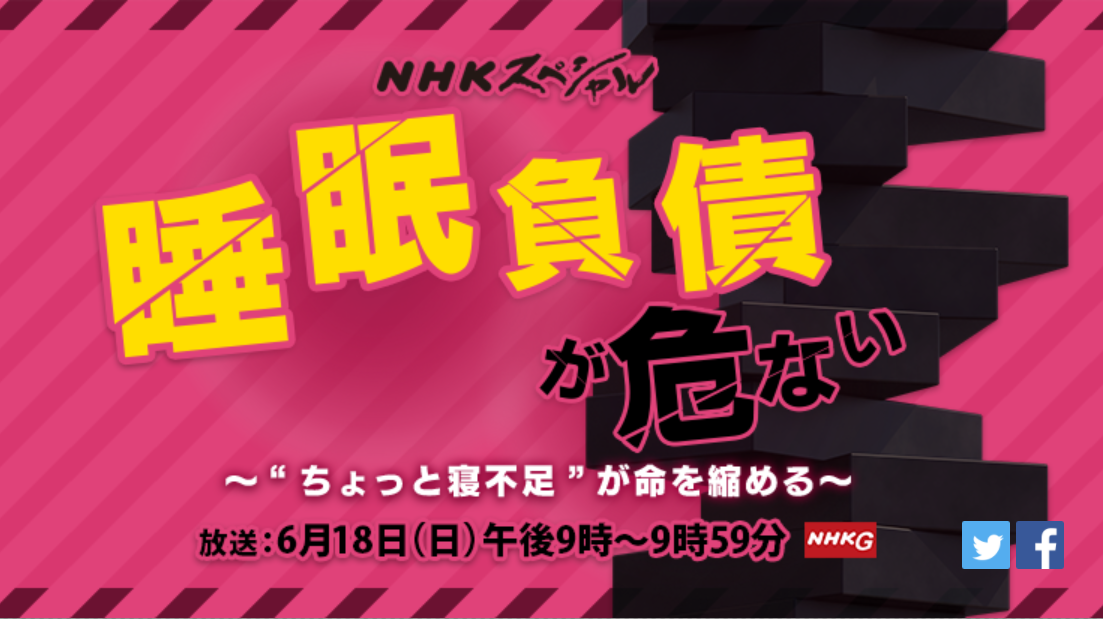 NHKスペシャル
睡眠負債
が危ない
～“ちょっと寝不足”が命を縮める～
放送：6月18日（日）午後9時～9時59分 NHKG